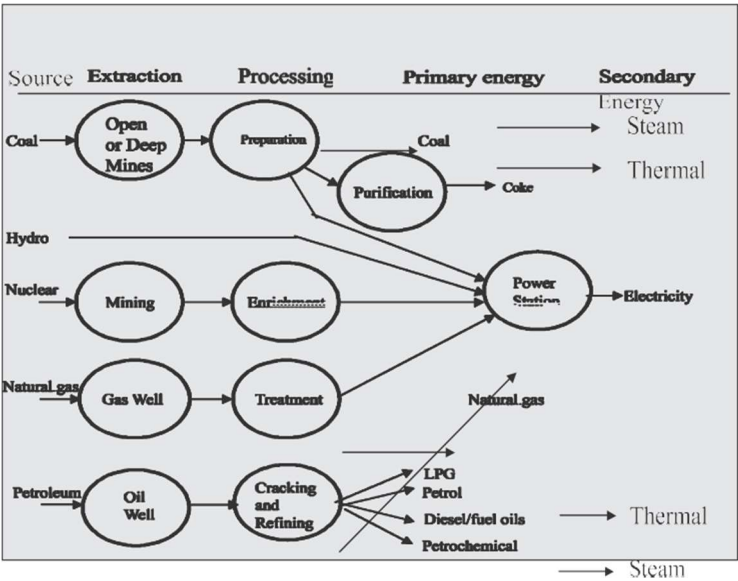 Source Extraction Processing Primary energy Secondary
Energy
Coal
Open
or Deep
Mines
Preparation
Coal
Steam
Purification
Coke
Thermal
Hydro
Nuclear
Mining
Enrichment
Power
Station
Electricity
Natural gas
Gas Well
Treatment
Natural gas
Petroleum
Oil
Well
Cracking
and
Refining
LPG
Petrol
Diesel/fuel oils
Petrochemical
Thermal
Steam